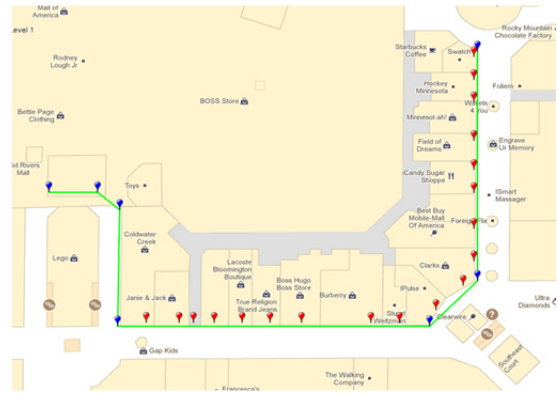 Mall of
America
Level 1
Rodney
Lough Jr
BOSS Store
Bettie Page
Clothing
ld Rivers
Mall
Toys
Starbucks
Coffee
Swatch
Rocky Mountain
Chocolate Factory
Hockey
Minnesota
Foliem
Wallets
4 You
Minnesot-ah!
Field of
Dreams
Engrave
Ur Memory
iCandy Sugar
Shoppe
ISmart
Massager
Best Buy
Mobile-Mall
Of America
Foreign Flix
Clarks
IPulse
Coldwater
Creek
Lego
Lacoste
Bloomington
Boutique
Boss Hugo
Boss Store
Janie & Jack
True Religion
Brand Jeans
Burberry
Stuart
Weitzman
Clearwire
Ultra
Diamonds
?
Gap Kids
Southeast
Court
The Walking
Company
Francesca's